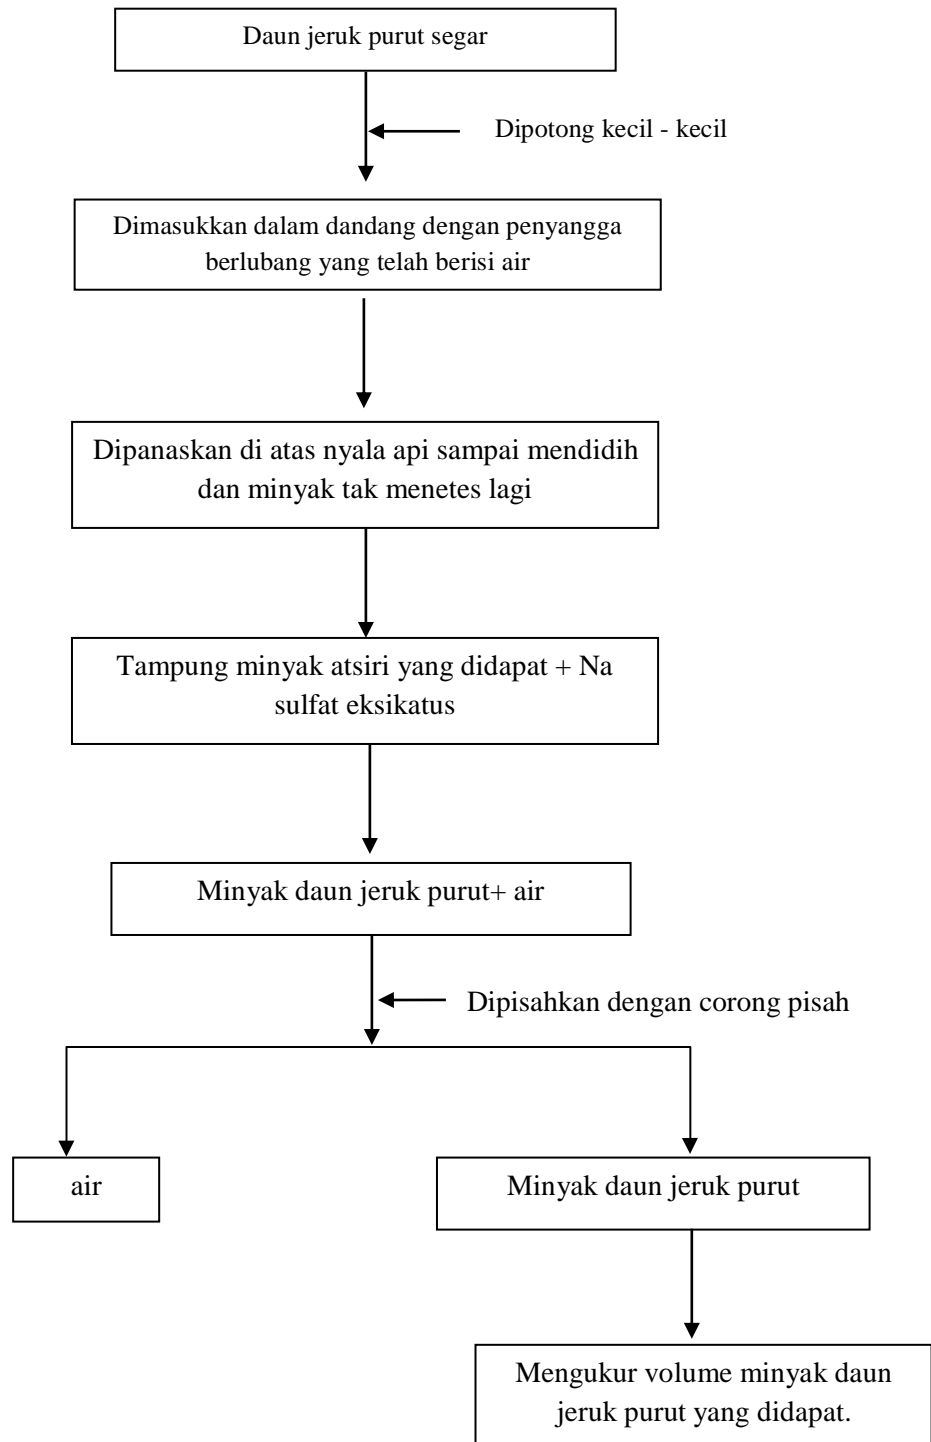 Daun jeruk purut segar
Dipotong kecil - kecil
Dimasukkan dalam dandang dengan penyangga
berlubang yang telah berisi air
Dipanaskan di atas nyala api sampai mendidih
dan minyak tak menetes lagi
Tampung minyak atsiri yang didapat + Na
sulfat eksikatus
Minyak daun jeruk purut+ air
Dipisahkan dengan corong pisah
air
Minyak daun jeruk purut
Mengukur volume minyak daun
jeruk purut yang didapat.